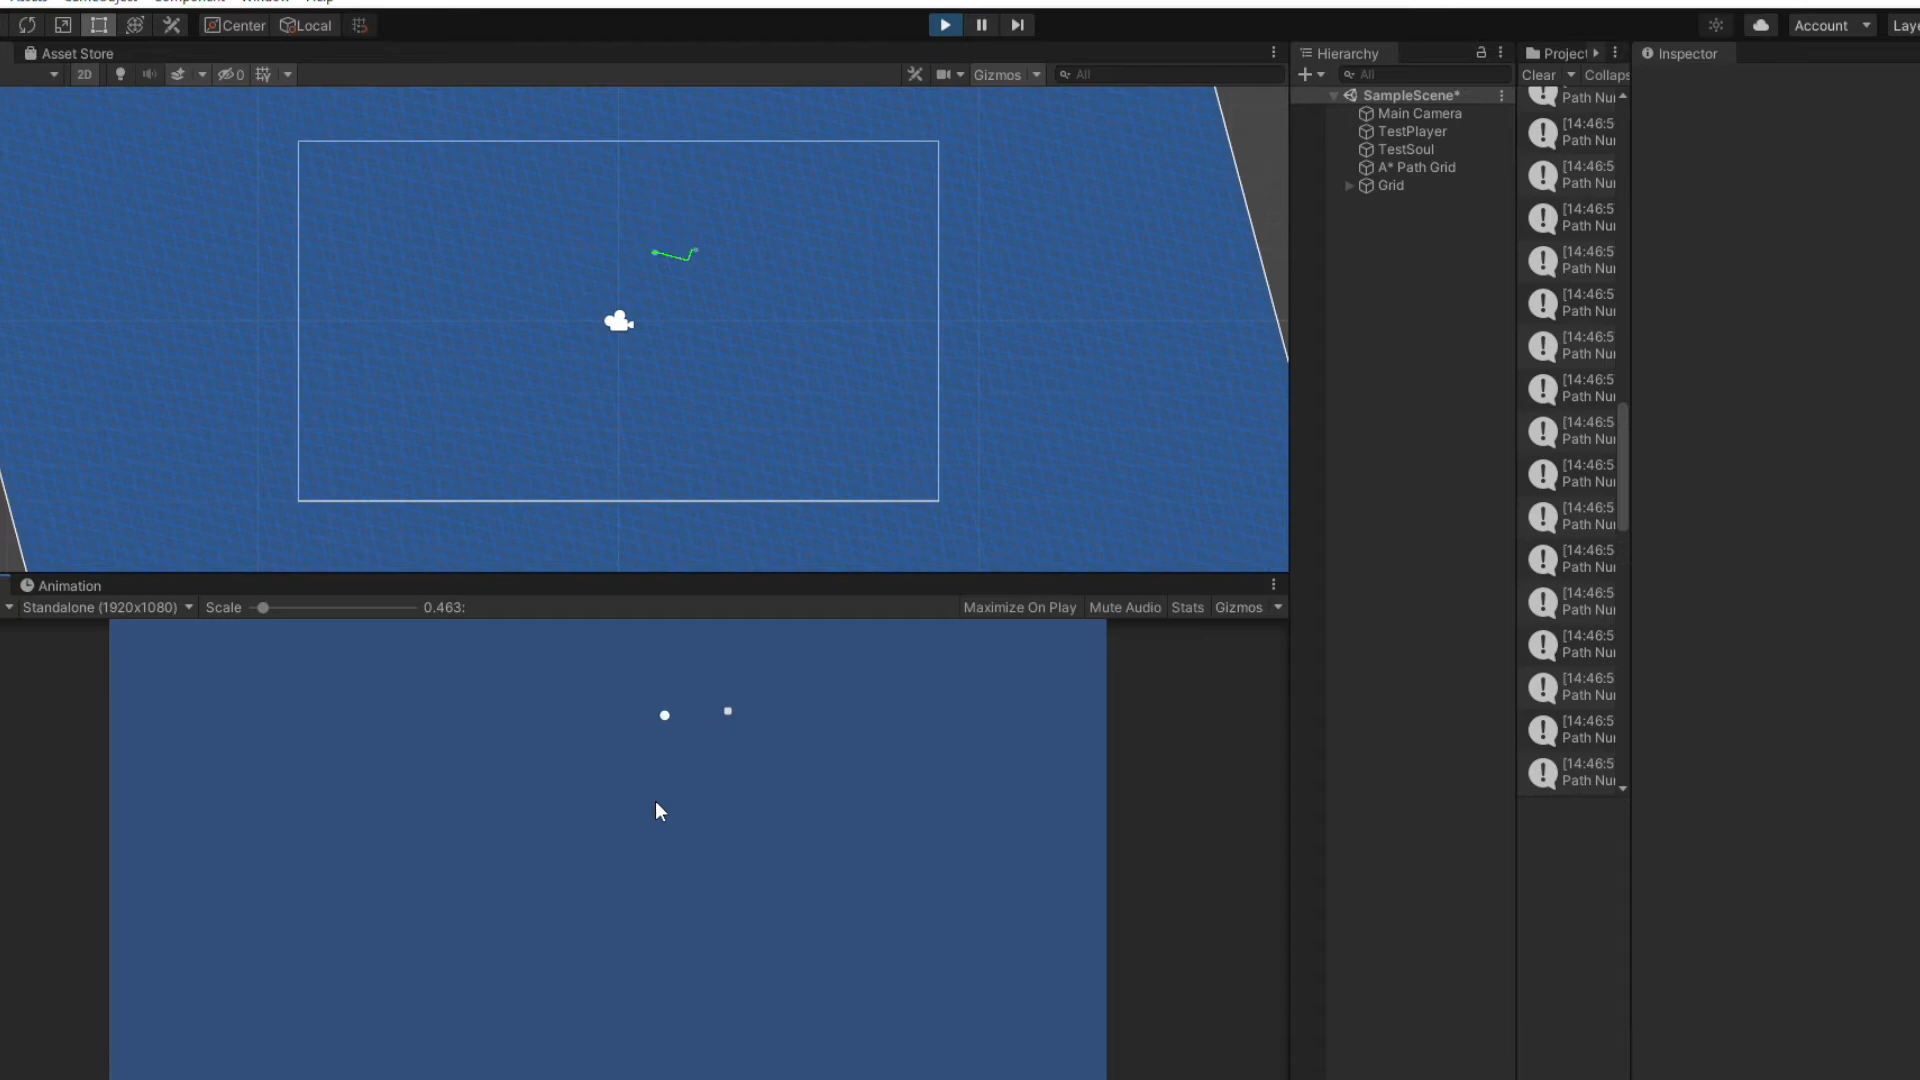 Assets GameObject Component Window Help
Center Local Account Laye
Asset Store
2D 0 Gizmos All
Hierarchy
All
SampleScene*
Main Camera
TestPlayer
TestSoul
A* Path Grid
Grid
Project
Clear Collaps
Path Nu
[14:46:5
Path Nu
[14:46:5
Path Nu
[14:46:5
Path Nu
[14:46:5
Path Nu
[14:46:5
Path Nu
[14:46:5
Path Nu
[14:46:5
Path Nu
[14:46:5
Path Nu
[14:46:5
Path Nu
[14:46:5
Path Nu
[14:46:5
Path Nu
[14:46:5
Path Nu
[14:46:5
Path Nu
[14:46:5
Path Nu
[14:46:5
Path Nu
[14:46:5
Path Nu
Inspector
Animation
Standalone (1920x1080) Scale 0.463: Maximize On Play Mute Audio Stats Gizmos